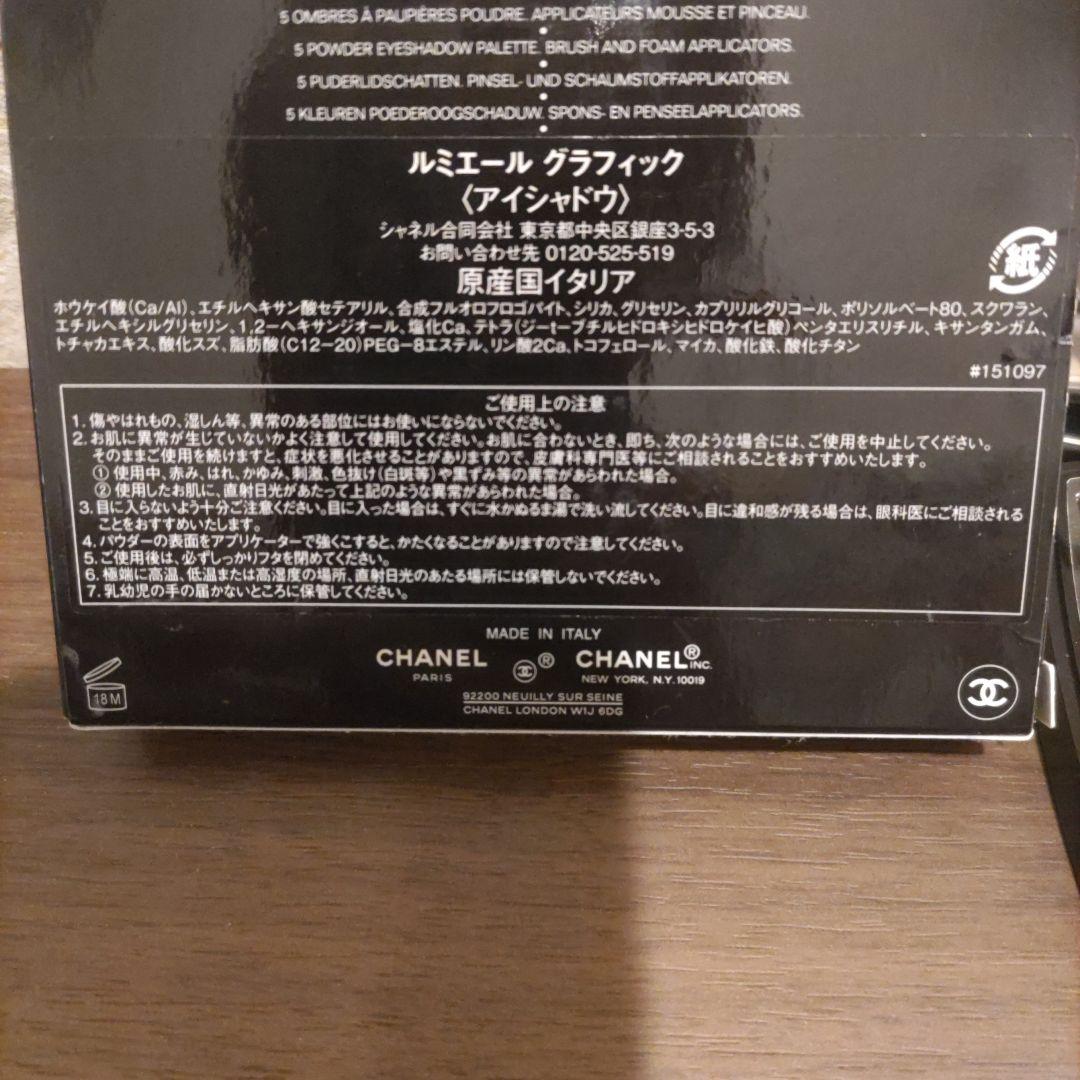 5 OMBRES À PAUPIÈRES POUDRE. APPLICATEURS MOUSSE ET PINCEAU.
5 POWDER EYESHADOW PALETTE. BRUSH AND FOAM APPLICATORS.
5 PUDERLIDSCHATTEN. PINSEL- UND SCHAUMSTOFFAPPLIKATOREN.
5 KLEUREN POEDEROOGSCHADUW. SPONS- EN PENSEELAPPLICATORS.
ルミエール グラフィック
〈アイシャドウ〉
シャネル合同会社 東京都中央区銀座3-5-3
お問い合わせ先 0120-525-519
原産国イタリア
紙
ホウケイ酸(Ca/Al)、エチルヘキサン酸セテアリル、合成フルオロフロゴパイト、シリカ、グリセリン、カプリリルグリコール、ポリソルベート80、スクワラン、
エチルヘキシルグリセリン、1,2-ヘキサンジオール、塩化Ca、テトラ(ジ-t-ブチルヒドロキシヒドロケイヒ酸)ペンタエリスリチル、キサンタンガム、
トチャカエキス、酸化スズ、脂肪酸(C12-20)PEG-8エステル、リン酸2Ca、トコフェロール、マイカ、酸化鉄、酸化チタン
#151097
ご使用上の注意
1. 傷やはれもの、湿しん等、異常のある部位にはお使いにならないでください。
2. お肌に異常が生じていないかよく注意して使用してください。お肌に合わないとき、即ち、次のような場合には、ご使用を中止してください。
そのままご使用を続けますと、症状を悪化させることがありますので、皮膚科専門医等にご相談されることをおすすめいたします。
① 使用中、赤み、はれ、かゆみ、刺激、色抜け(白斑等)や黒ずみ等の異常があらわれた場合。
② 使用したお肌に、直射日光があたって上記のような異常があらわれた場合。
3. 目に入らないよう十分ご注意ください。目に入った場合は、すぐに水かぬるま湯で洗い流してください。目に違和感が残る場合は、眼科医にご相談される
ことをおすすめいたします。
4. パウダーの表面をアプリケーターで強くこすると、かたくなることがありますので注意してください。
5. ご使用後は、必ずしっかりフタを閉めてください。
6. 極端に高温、低温または高湿度の場所、直射日光のあたる場所には保管しないでください。
7. 乳幼児の手の届かないところに保管してください。
MADE IN ITALY
CHANEL ® CHANEL® INC.
PARIS NEW YORK, N.Y. 10019
92200 NEUILLY SUR SEINE
CHANEL LONDON W1J 6DG
18M